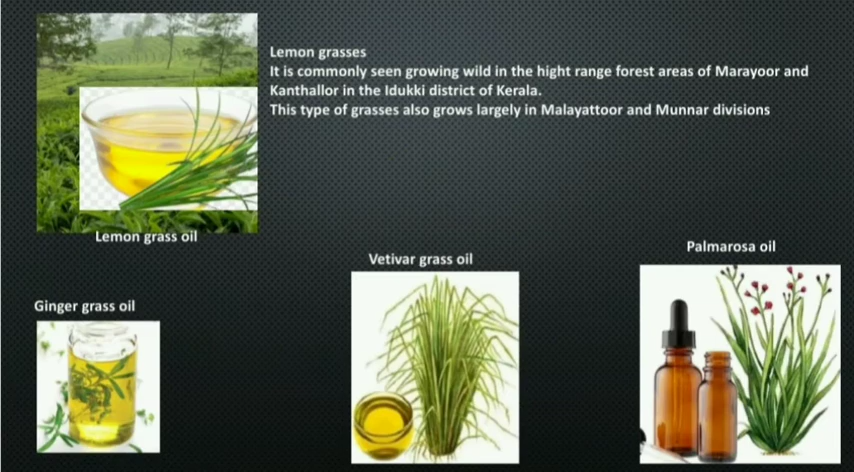 Lemon grasses
It is commonly seen growing wild in the hight range forest areas of Marayoor and
Kanthallor in the Idukki district of Kerala.
This type of grasses also grows largely in Malayattoor and Munnar divisions
Lemon grass oil
Palmarosa oil
Vetivar grass oil
Ginger grass oil